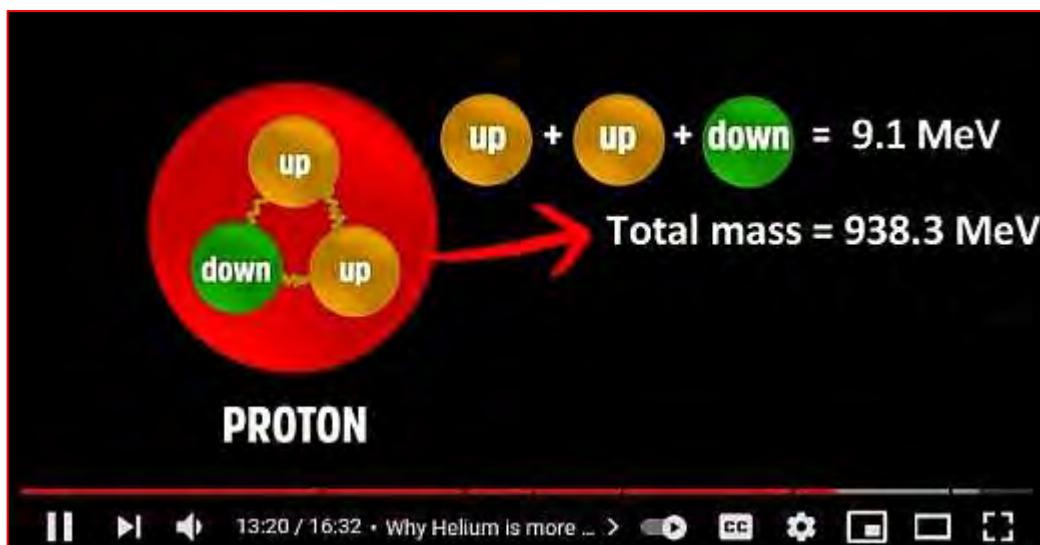 up + up + down = 9.1 MeV
up
Total mass = 938.3 MeV
down up
PROTON
13:20 / 16:32 • Why Helium is more ... >
CC